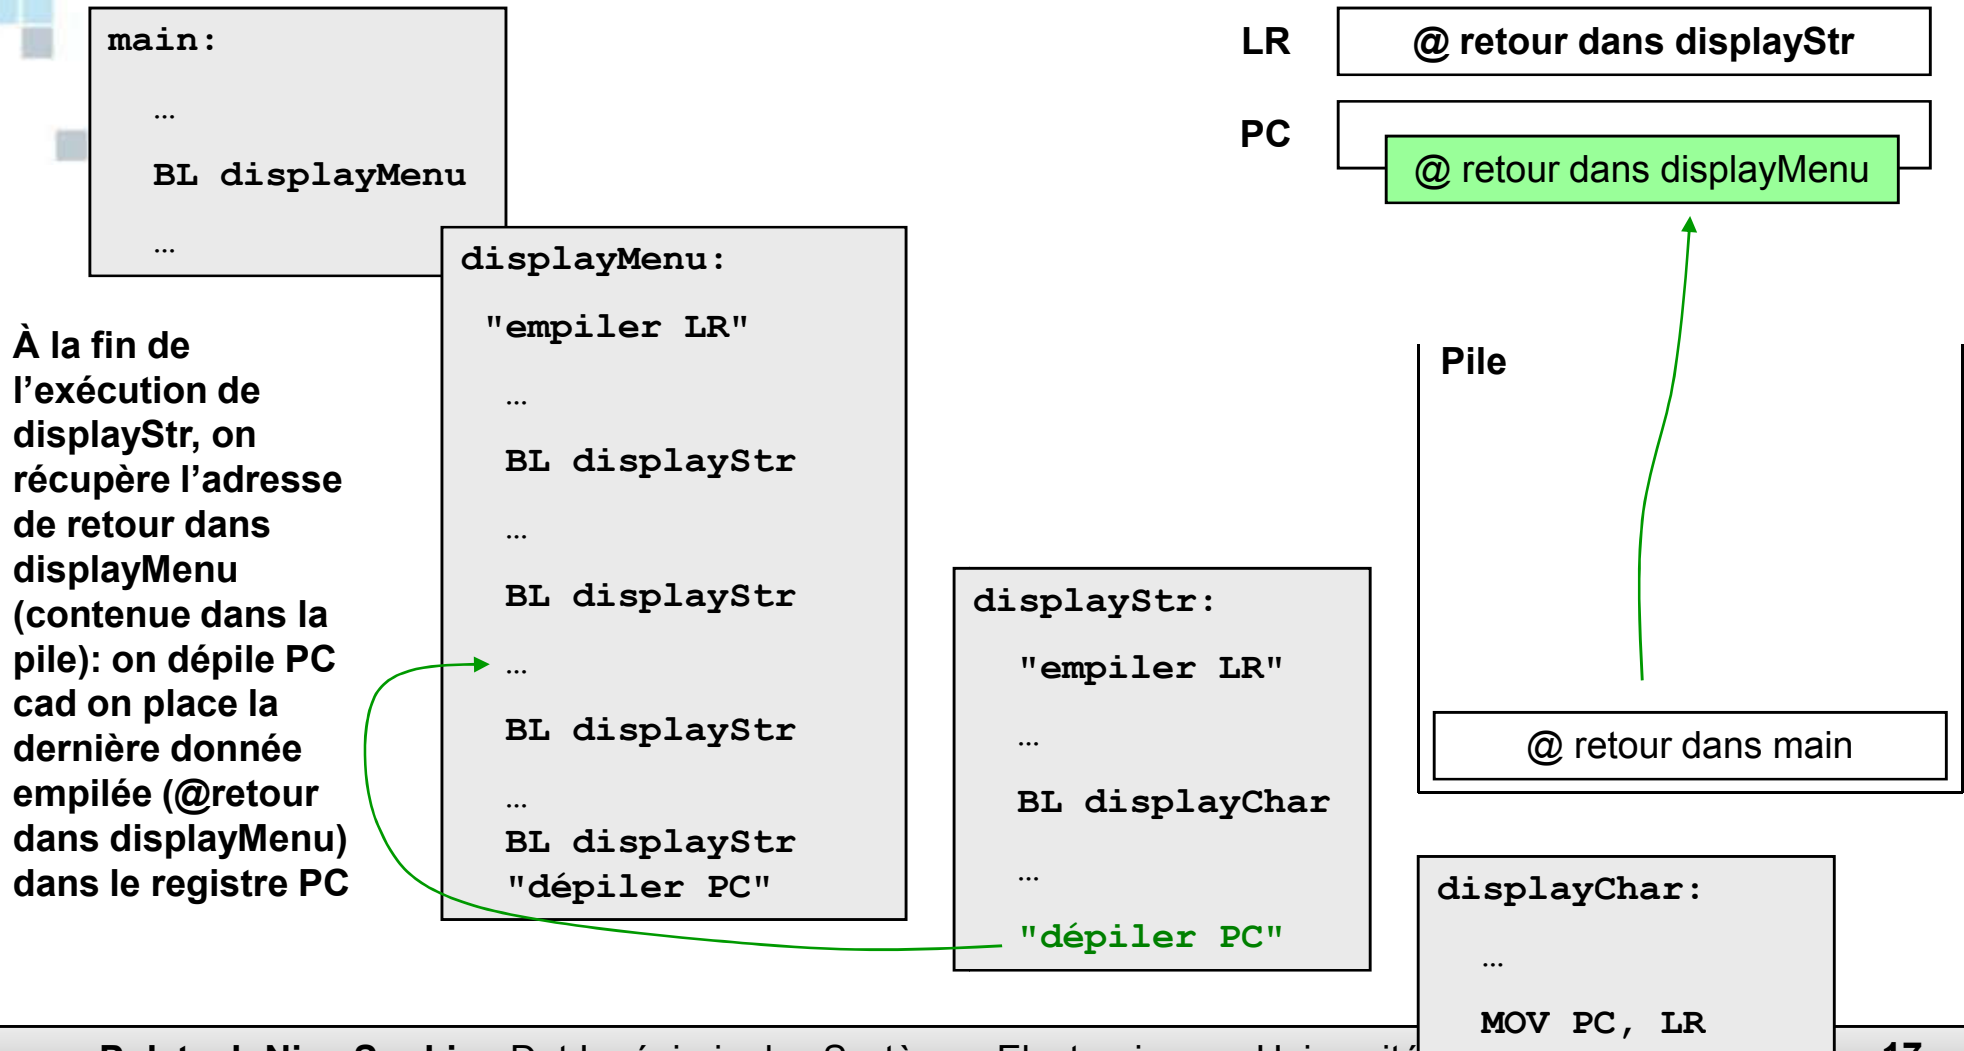 main:
…
BL displayMenu
…
LR
@ retour dans displayStr
PC
@ retour dans displayMenu
À la fin de
l’exécution de
displayStr, on
récupère l’adresse
de retour dans
displayMenu
(contenue dans la
pile): on dépile PC
cad on place la
dernière donnée
empilée (@retour
dans displayMenu)
dans le registre PC
displayMenu:
"empiler LR"
…
BL displayStr
…
BL displayStr
…
BL displayStr
…
BL displayStr
"dépiler PC"
displayStr:
"empiler LR"
…
BL displayChar
…
"dépiler PC"
Pile
@ retour dans main
displayChar:
…
MOV PC, LR
17